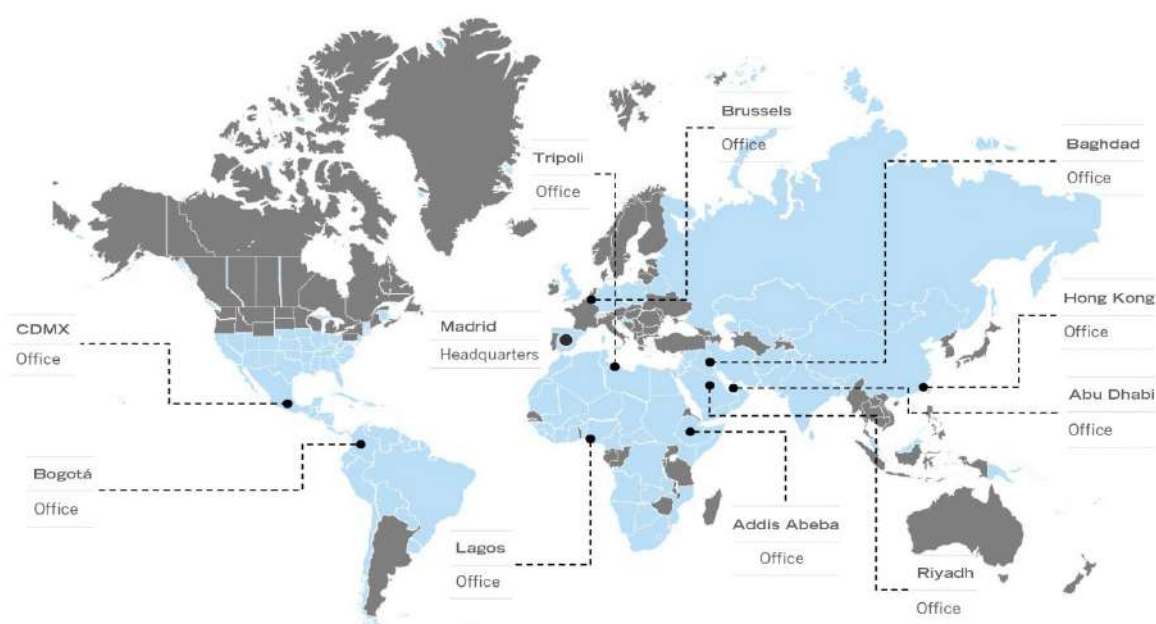 Brussels
Office
Baghdad
Office
Tripoli
Office
Hong Kong
Office
CDMX
Office
Madrid
Headquarters
Abu Dhabi
Office
Bogotá
Office
Addis Abeba
Office
Lagos
Office
Riyadh
Office